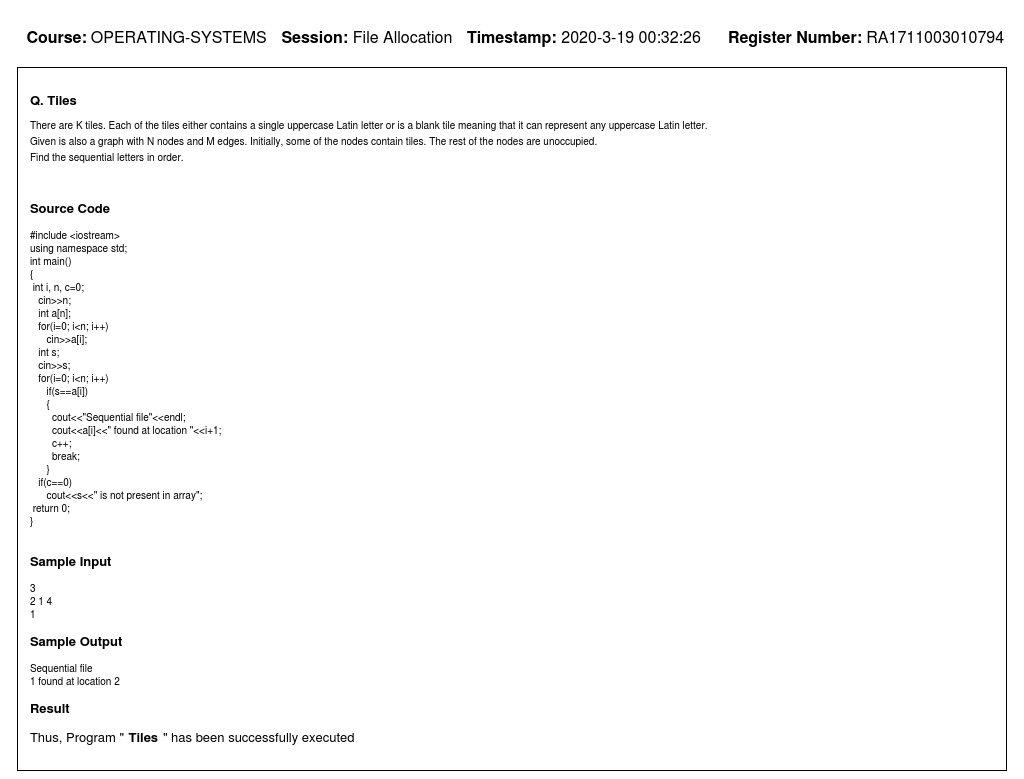 Course: OPERATING-SYSTEMS Session: File Allocation Timestamp: 2020-3-19 00:32:26 Register Number: RA1711003010794
Q. Tiles
There are K tiles. Each of the tiles either contains a single uppercase Latin letter or is a blank tile meaning that it can represent any uppercase Latin letter.
Given is also a graph with N nodes and M edges. Initially, some of the nodes contain tiles. The rest of the nodes are unoccupied.
Find the sequential letters in order.
Source Code
#include <iostream>
using namespace std;
int main()
{
int i, n, c=0;
cin>>n;
int a[n];
for(i=0; i<n; i++)
cin>>a[i];
int s;
cin>>s;
for(i=0; i<n; i++)
if(s==a[i])
{
cout<<"Sequential file"<<endl;
cout<<a[i]<<" found at location "<<i+1;
c++;
break;
}
if(c==0)
cout<<s<<" is not present in array";
return 0;
}
Sample Input
3
2 1 4
1
Sample Output
Sequential file
1 found at location 2
Result
Thus, Program " Tiles " has been successfully executed